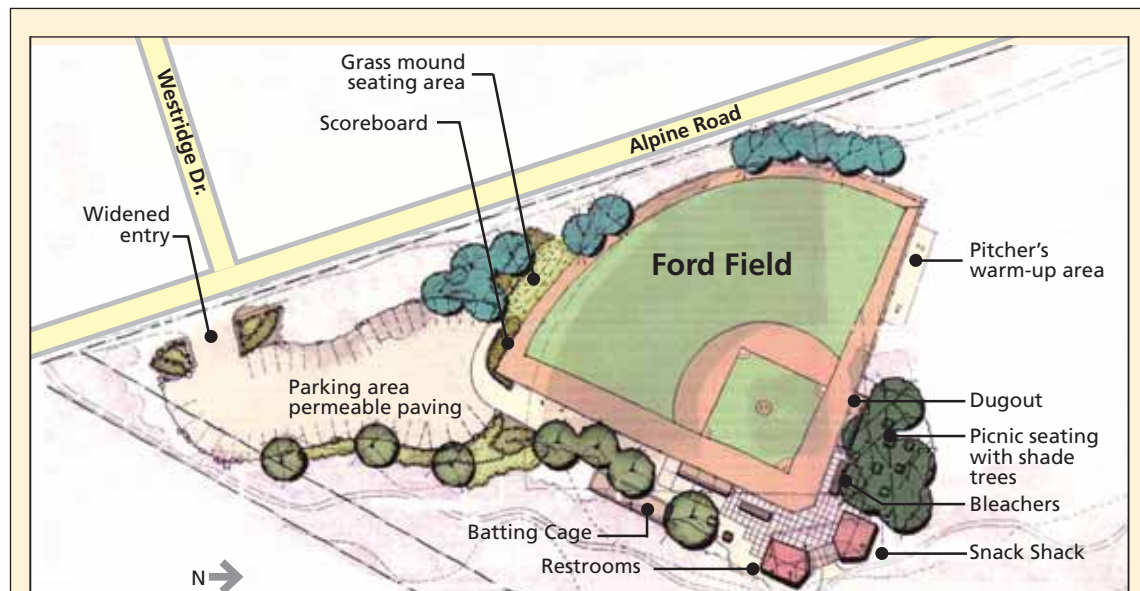 Grass mound
seating area
Scoreboard
Westridge Dr.
Alpine Road
Widened
entry
Ford Field
Pitcher's
warm-up area
Parking area
permeable paving
Dugout
Picnic seating
with shade
trees
Bleachers
Batting Cage
Restrooms
Snack Shack
N